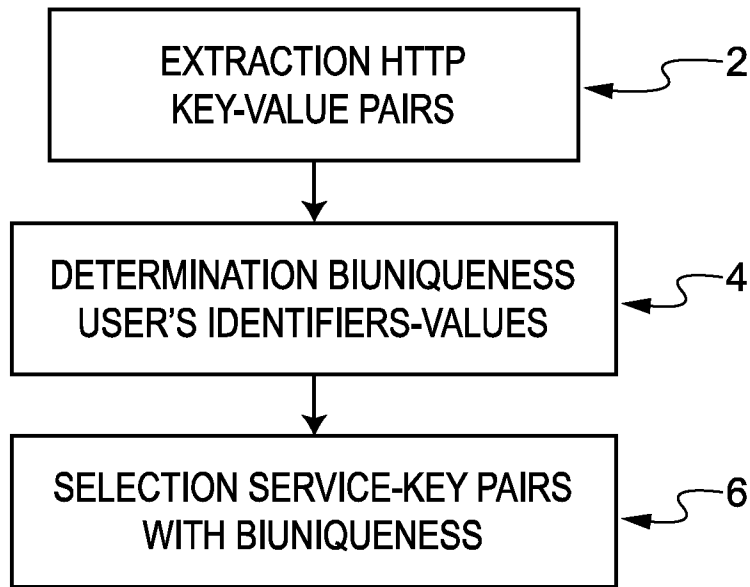 EXTRACTION HTTP
KEY-VALUE PAIRS
2
DETERMINATION BIUNIQUENESS
USER'S IDENTIFIERS-VALUES
4
SELECTION SERVICE-KEY PAIRS
WITH BIUNIQUENESS
6